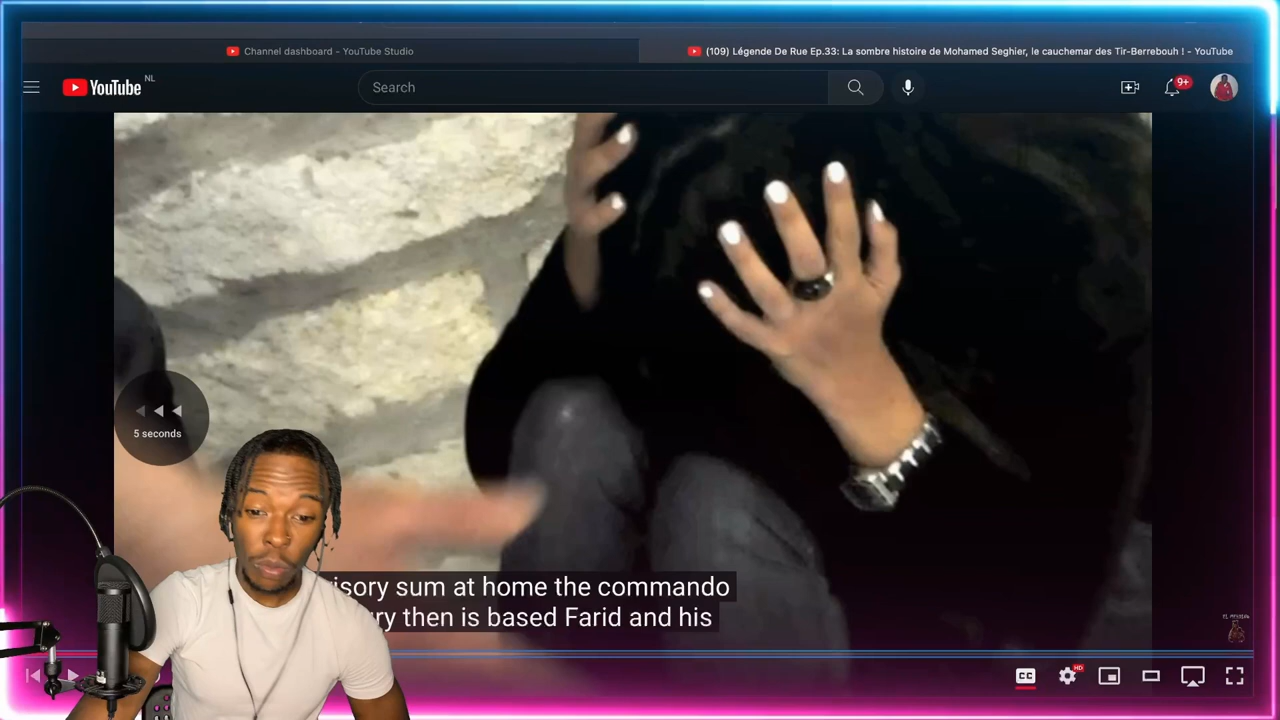 Channel dashboard - YouTube Studio
(109) Légende De Rue Ep.33: La sombre histoire de Mohamed Seghier, le cauchemar des Tir-Berrebouh ! - YouTube
YouTube NL
Search
9+
5 seconds
sum at home the commando
then is based Farid and his
CC
HD